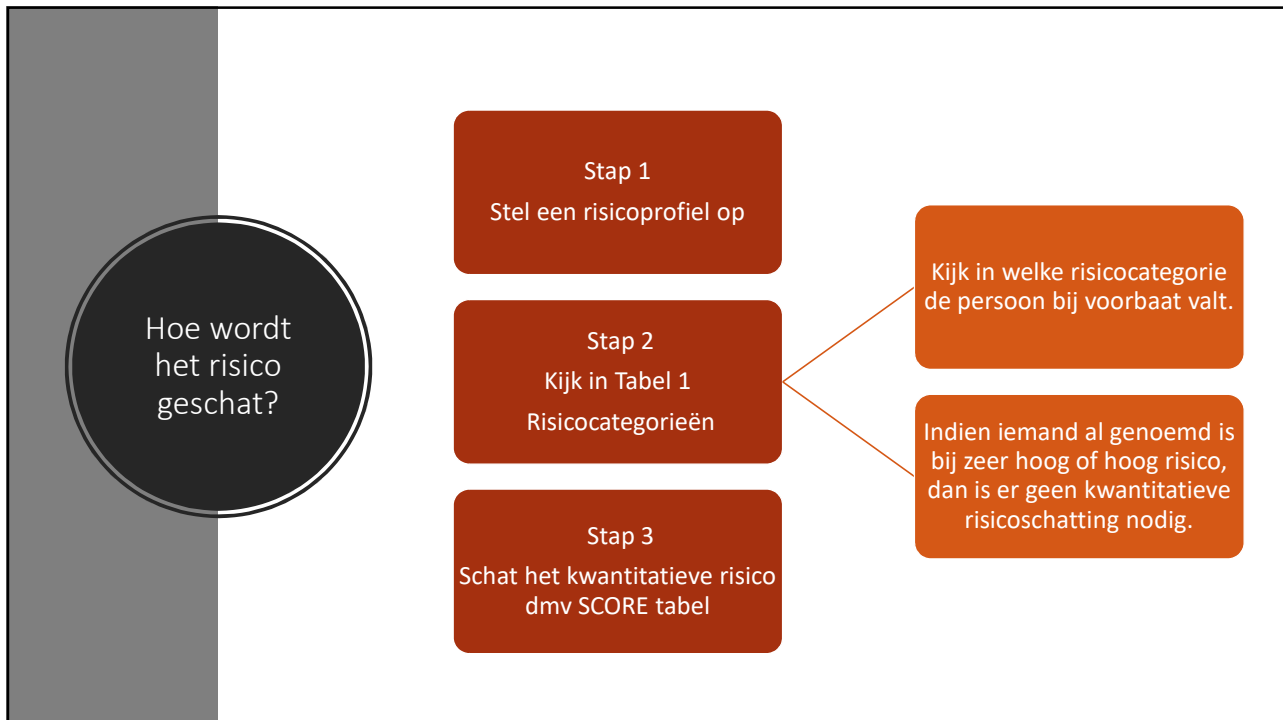 Hoe wordt
het risico
geschat?
Stap 1
Stel een risicoprofiel op
Stap 2
Kijk in Tabel 1
Risicocategorieën
Stap 3
Schat het kwantitatieve risico
dmv SCORE tabel
Kijk in welke risicocategorie
de persoon bij voorbaat valt.
Indien iemand al genoemd is
bij zeer hoog of hoog risico,
dan is er geen kwantitatieve
risicoschatting nodig.